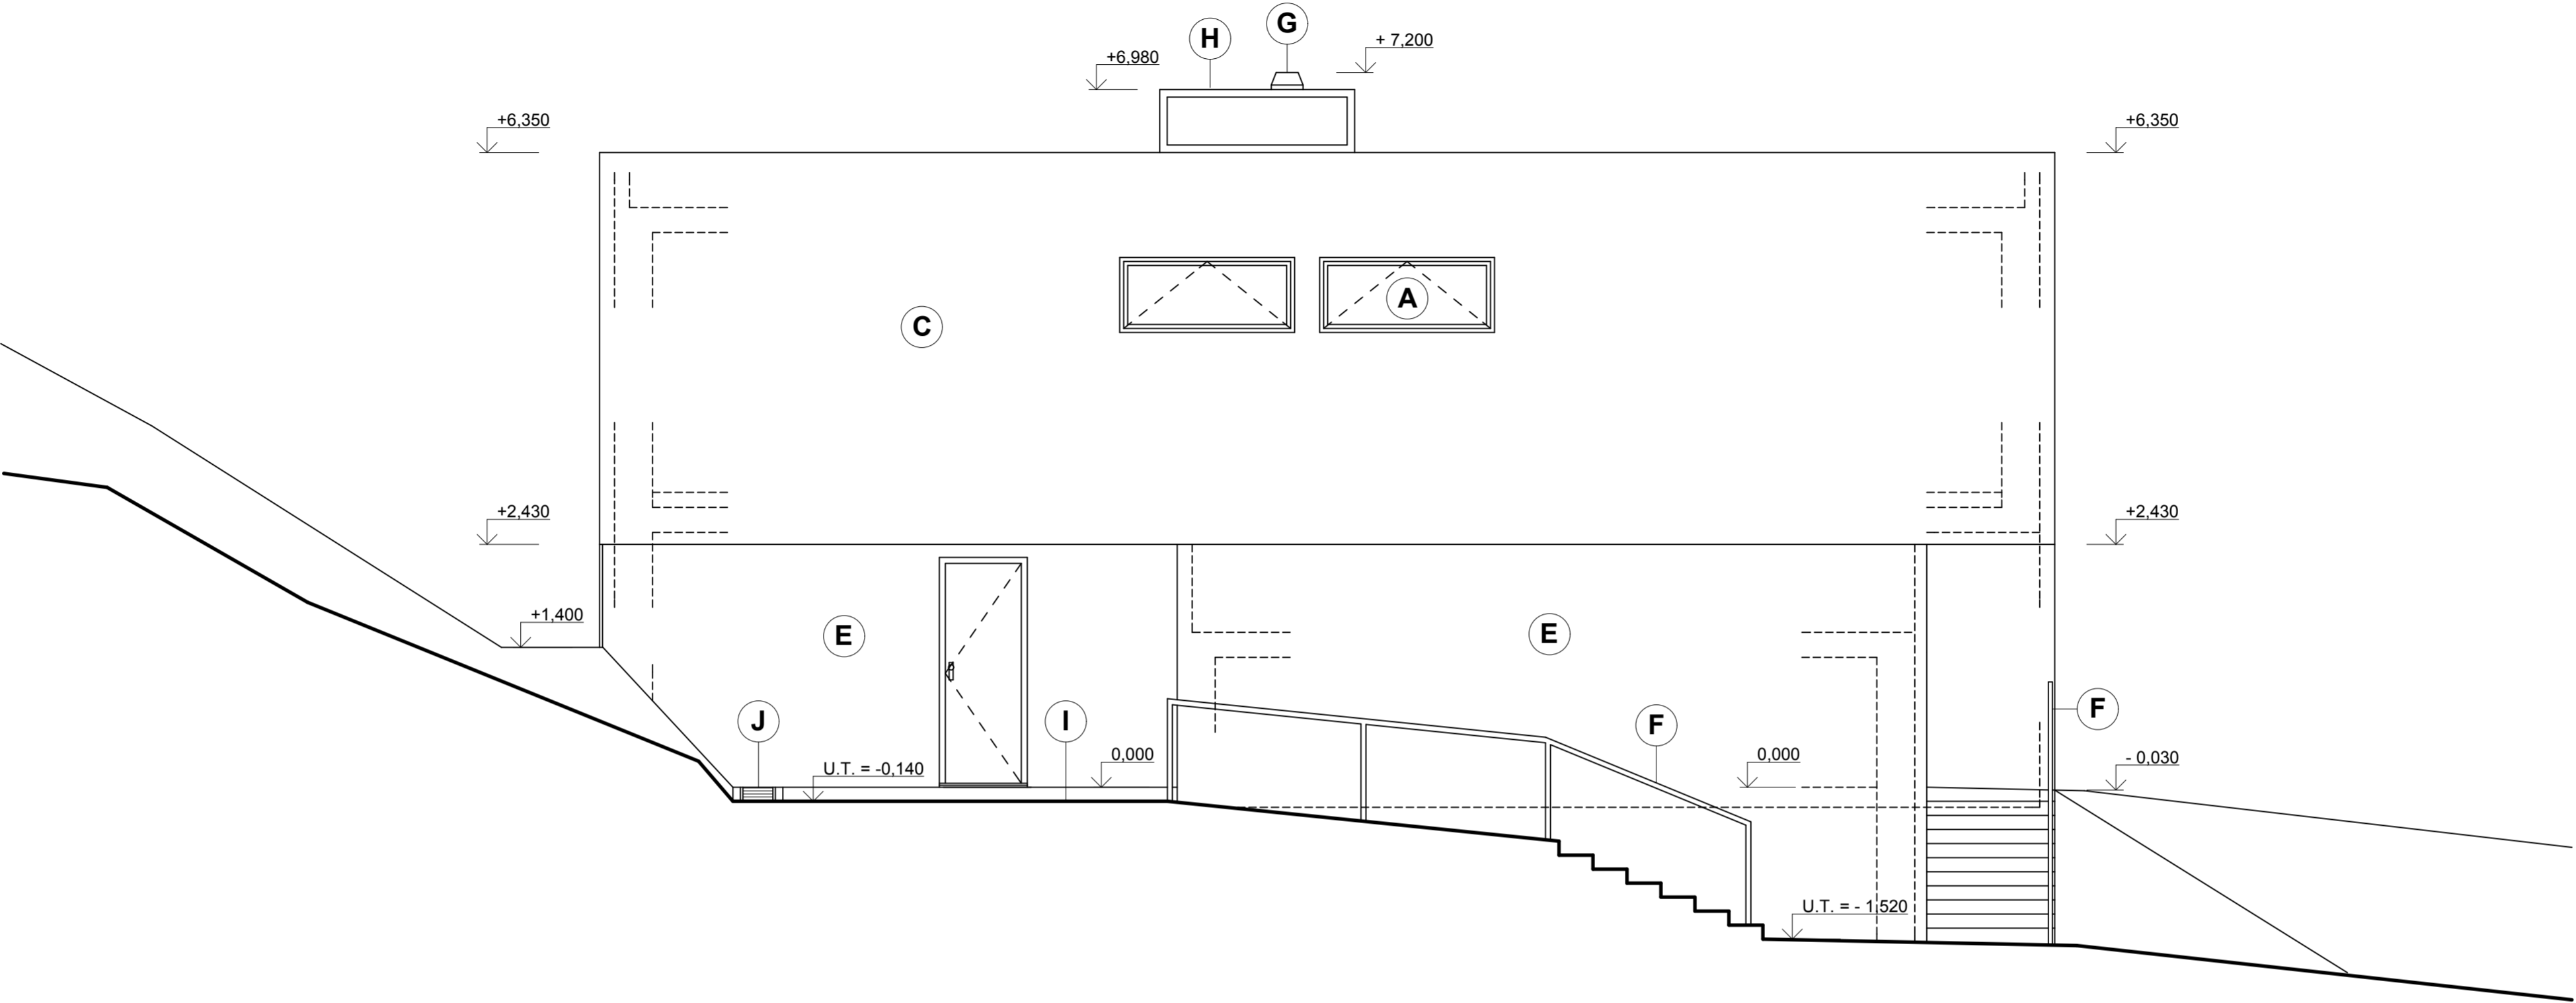 G
H
+ 7,200
+6,980
+6,350
+6,350
A
C
+2,430
+2,430
+1,400
E
E
J
I
F
F
0,000
0,000
- 0,030
U.T. = -0,140
U.T. = - 1,520